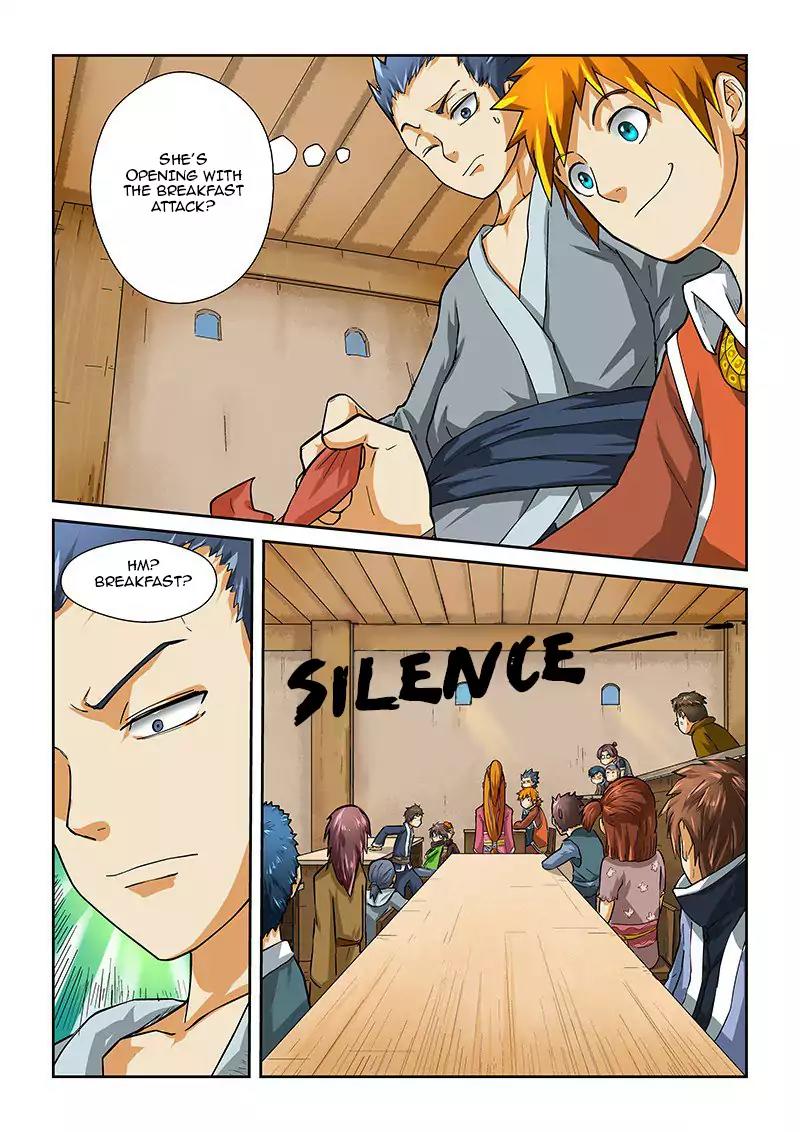 SHE'S
OPENING WITH
THE BREAKFAST
ATTACK?
HM?
BREAKFAST?
SILENCE